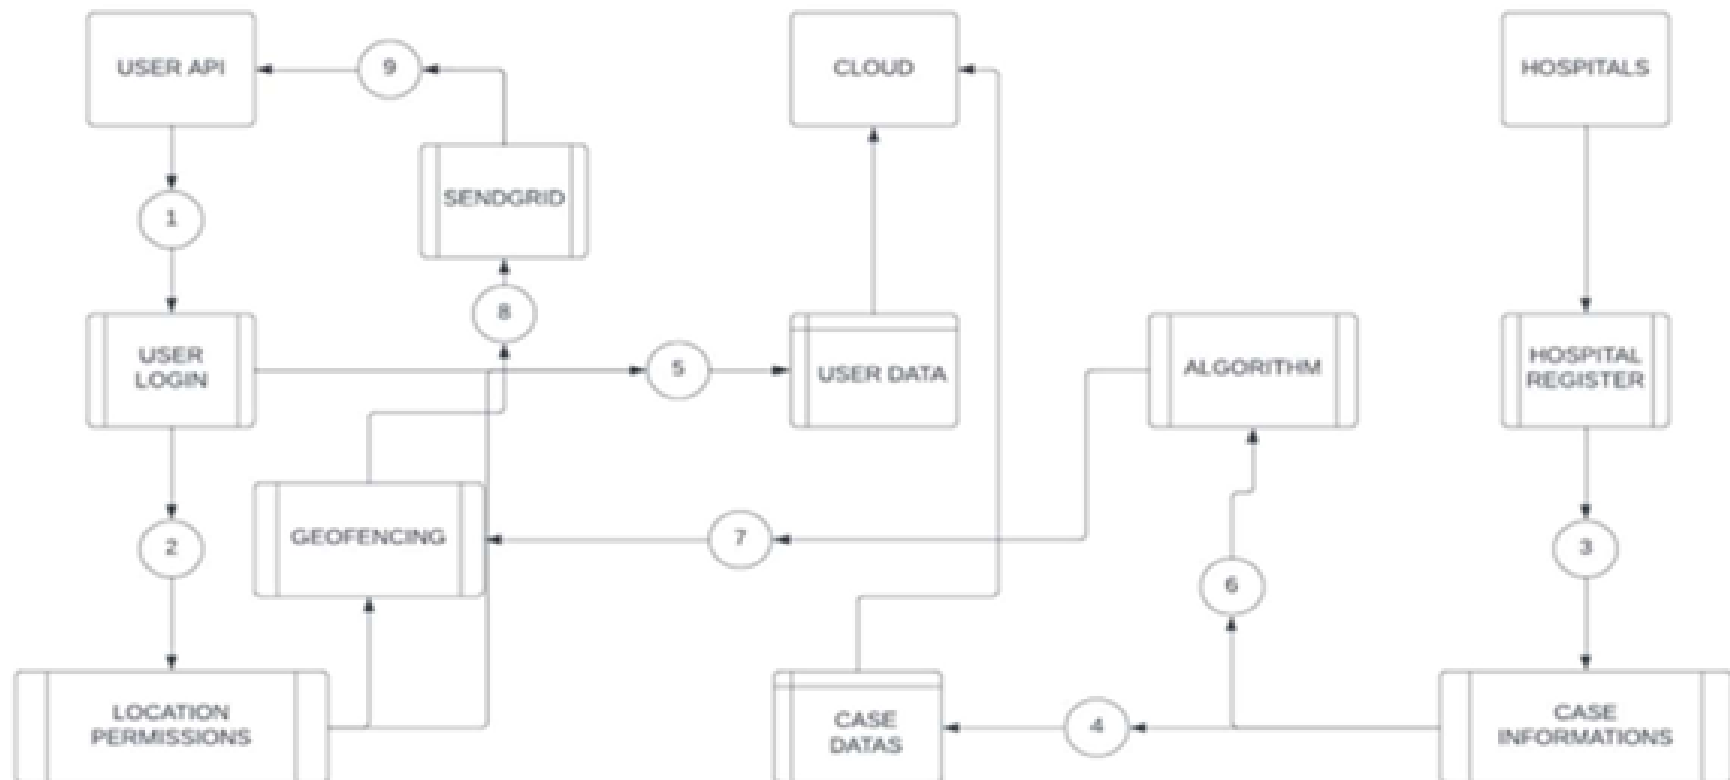 USER API
9
CLOUD
HOSPITALS
SENDGRID
1
8
USER
LOGIN
5
USER DATA
ALGORITHM
HOSPITAL
REGISTER
2
GEOFENCING
7
6
3
LOCATION
PERMISSIONS
CASE
DATAS
4
CASE
INFORMATIONS